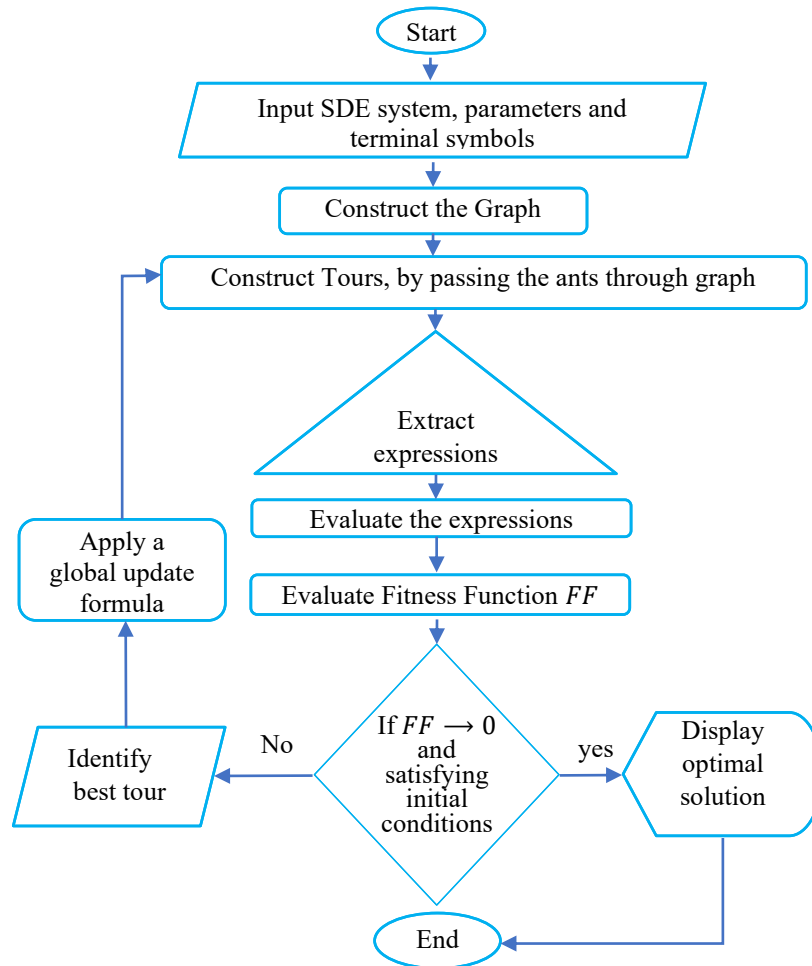 Start
Input SDE system, parameters and
terminal symbols
Construct the Graph
Construct Tours, by passing the ants through graph
Extract
expressions
Evaluate the expressions
Apply a
global update
formula
Evaluate Fitness Function 𝐹𝐹
If 𝐹𝐹 ⟶ 0
and
satisfying
initial
conditions
No
yes
Identify
best tour
Display
optimal
solution
End